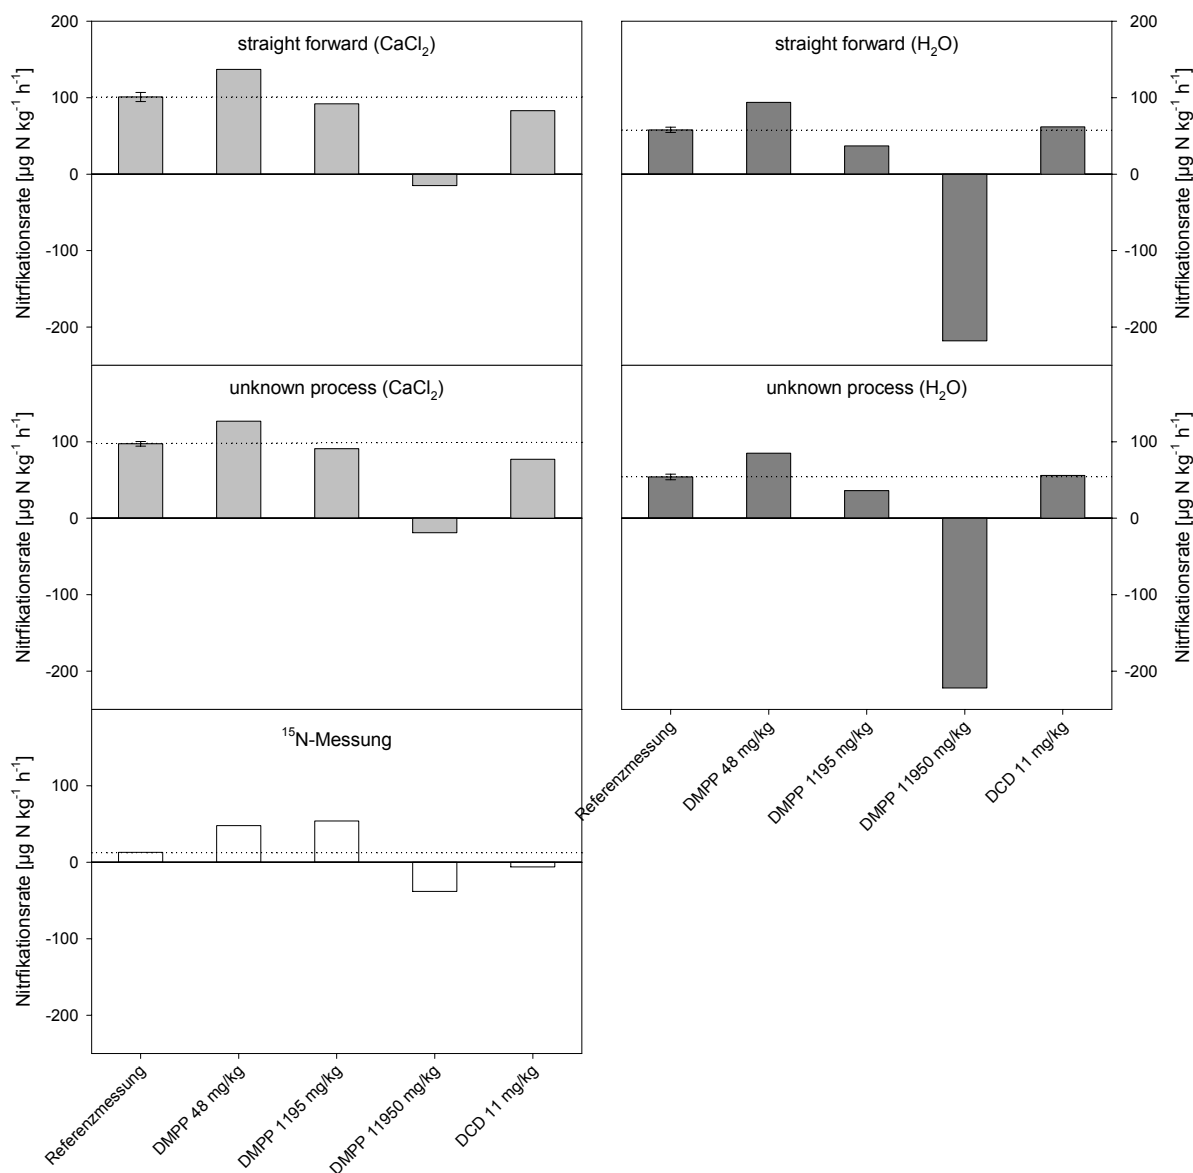 straight forward (CaCl₂)
200
100
0
-100
-200
Nitrfikationsrate [µg N kg⁻¹ h⁻¹]
straight forward (H₂O)
200
100
0
-100
-200
Nitrfikationsrate [µg N kg⁻¹ h⁻¹]
unknown process (CaCl₂)
100
0
-100
-200
Nitrfikationsrate [µg N kg⁻¹ h⁻¹]
unknown process (H₂O)
100
0
-100
-200
Nitrfikationsrate [µg N kg⁻¹ h⁻¹]
Referenzmessung
DMPP 48 mg/kg
DMPP 1195 mg/kg
DMPP 11950 mg/kg
DCD 11 mg/kg
¹⁵N-Messung
100
0
-100
-200
Nitrfikationsrate [µg N kg⁻¹ h⁻¹]
Referenzmessung
DMPP 48 mg/kg
DMPP 1195 mg/kg
DMPP 11950 mg/kg
DCD 11 mg/kg